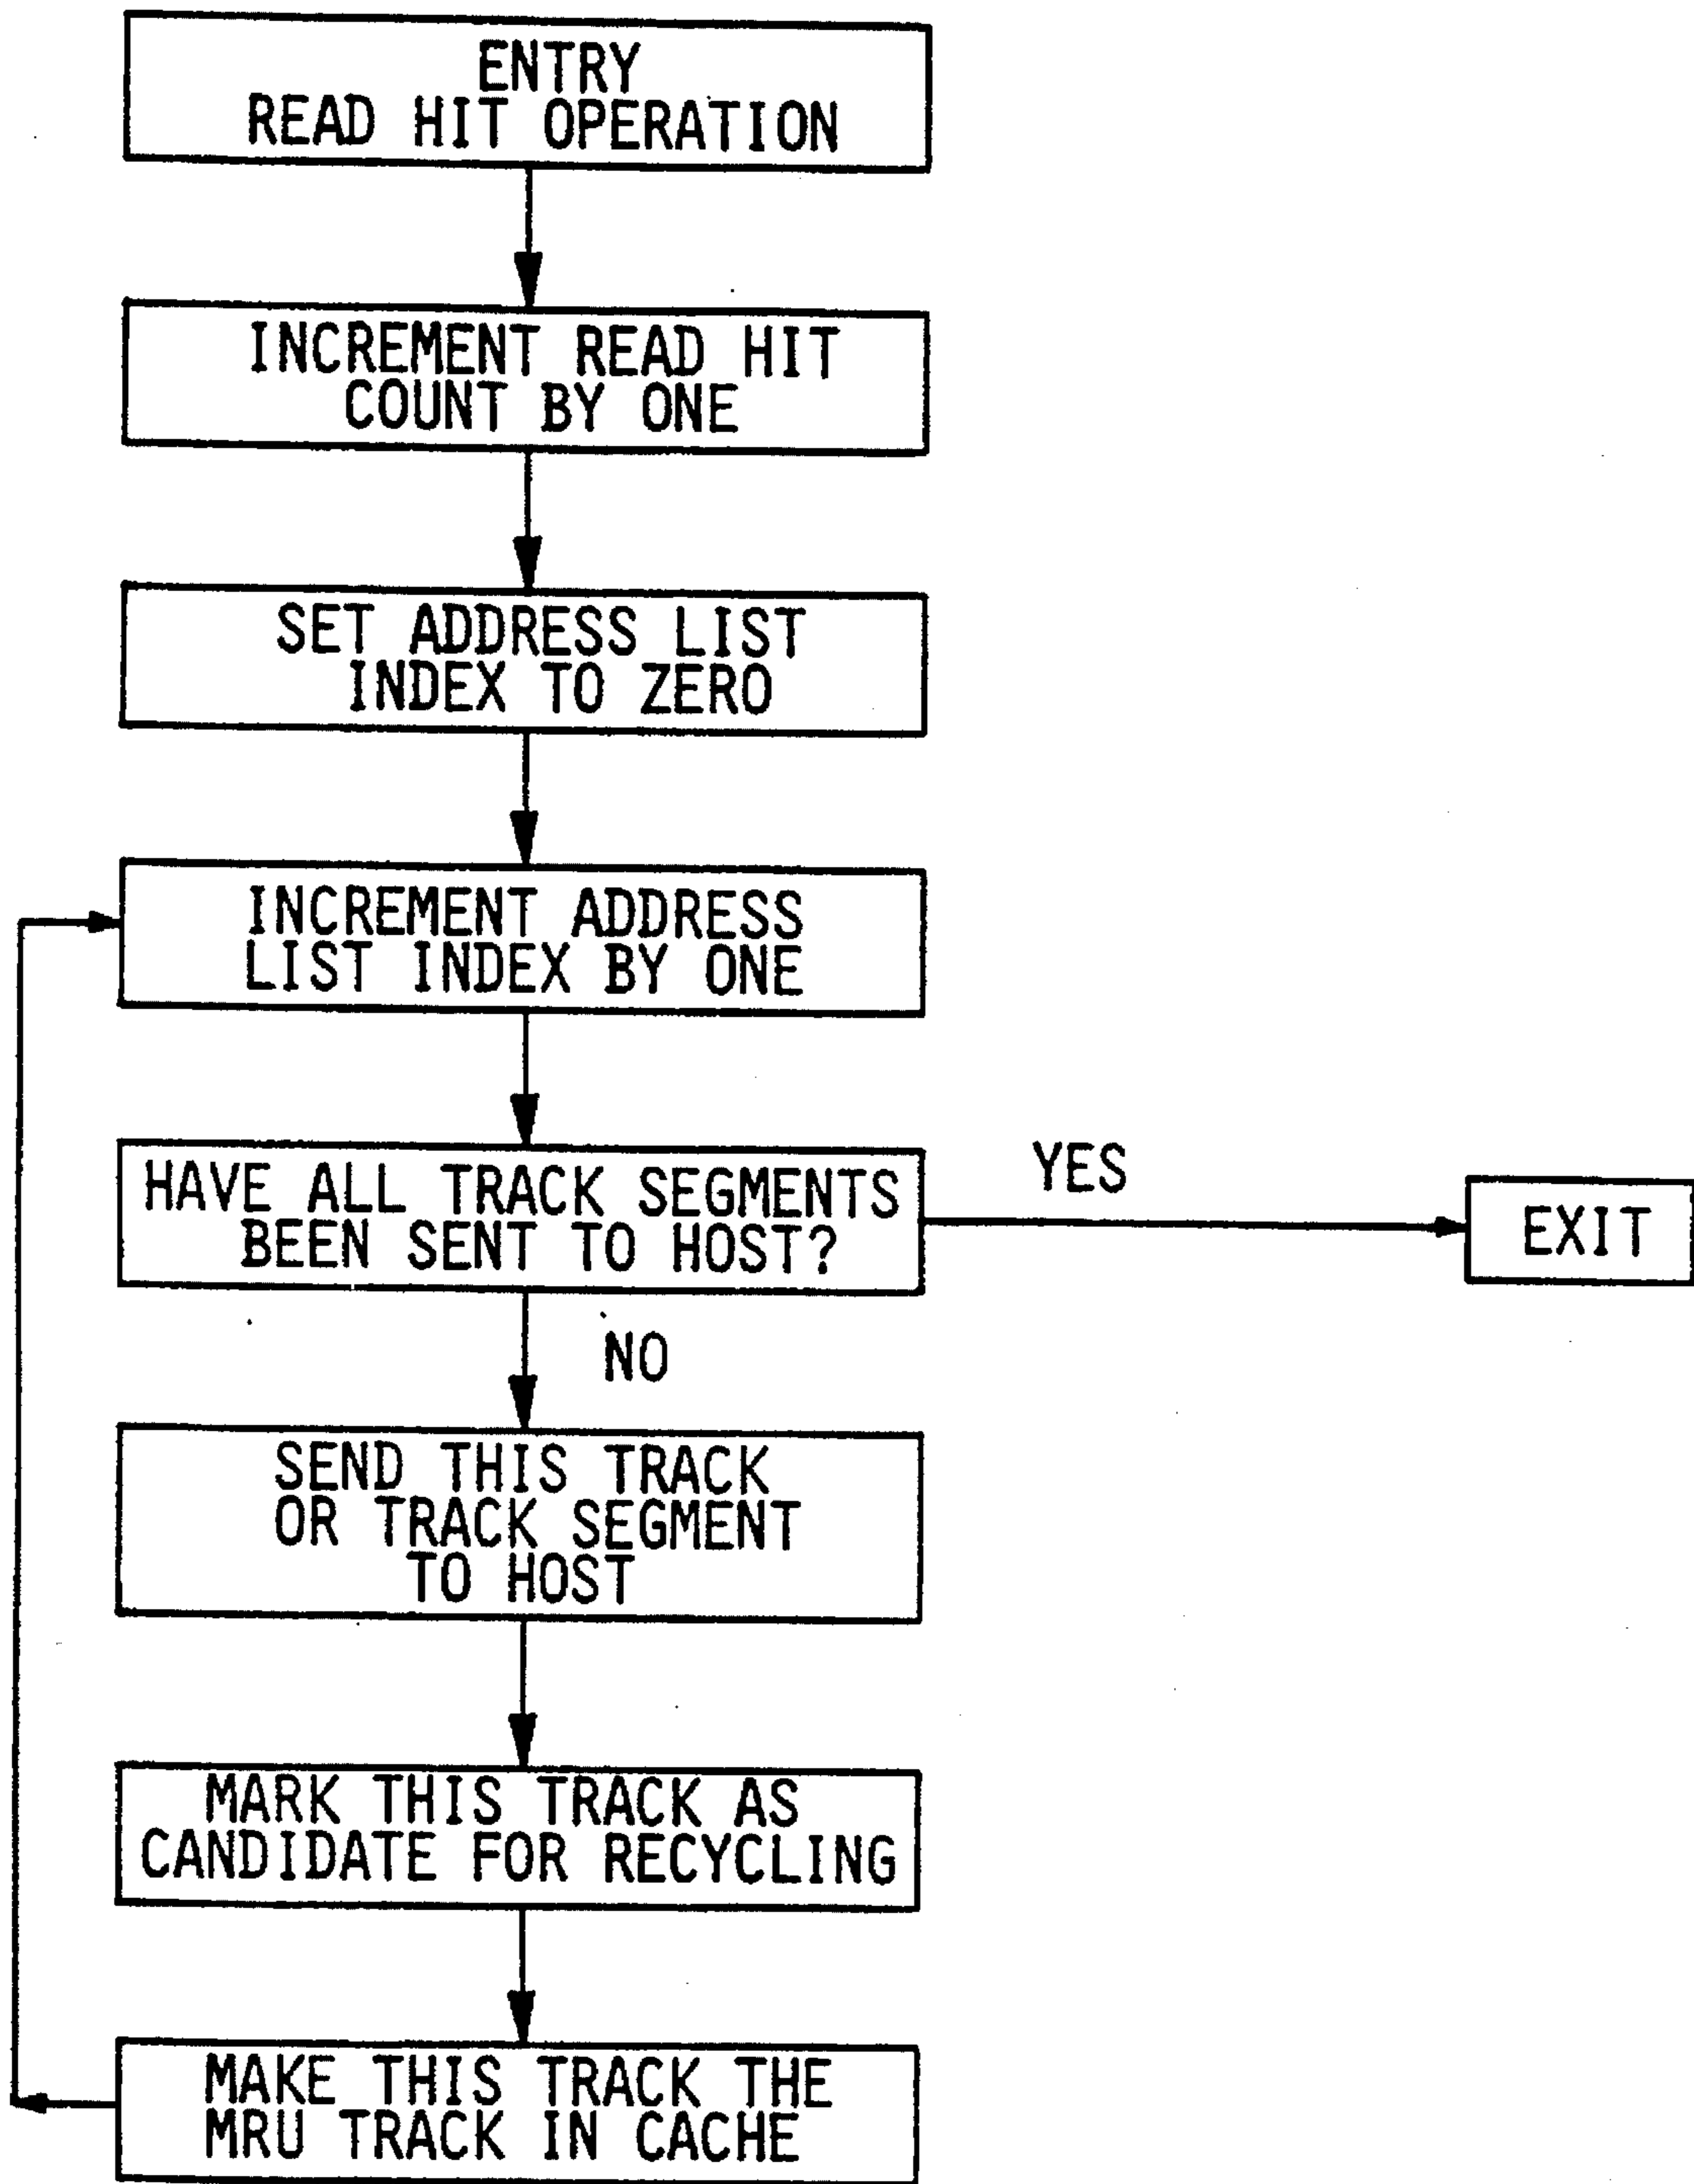 ENTRY
READ HIT OPERATION
INCREMENT READ HIT
COUNT BY ONE
SET ADDRESS LIST
INDEX TO ZERO
INCREMENT ADDRESS
LIST INDEX BY ONE
HAVE ALL TRACK SEGMENTS
BEEN SENT TO HOST?
YES
EXIT
NO
SEND THIS TRACK
OR TRACK SEGMENT
TO HOST
MARK THIS TRACK AS
CANDIDATE FOR RECYCLING
MAKE THIS TRACK THE
MRU TRACK IN CACHE